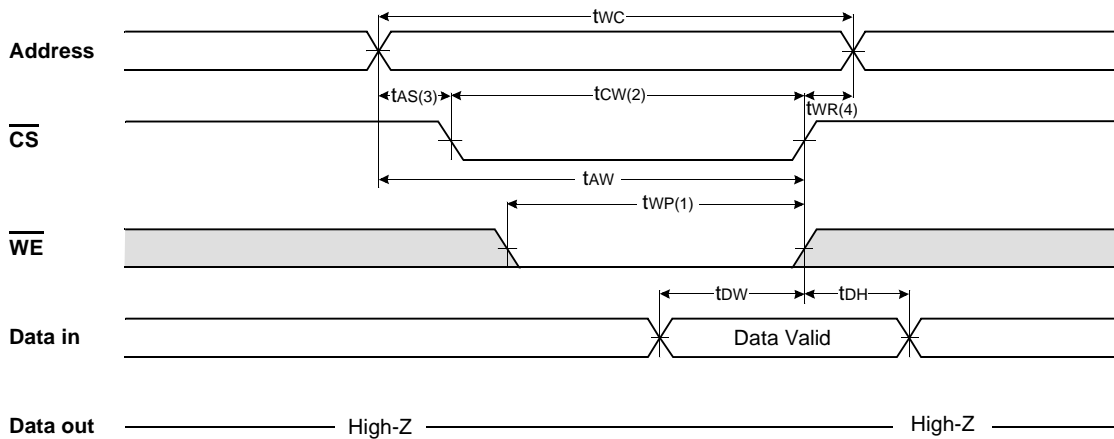 tWC
Address
tAS(3) tCW(2) tWR(4)
CS
tAW
tWP(1)
WE
tDW tDH
Data in Data Valid
Data out High-Z High-Z